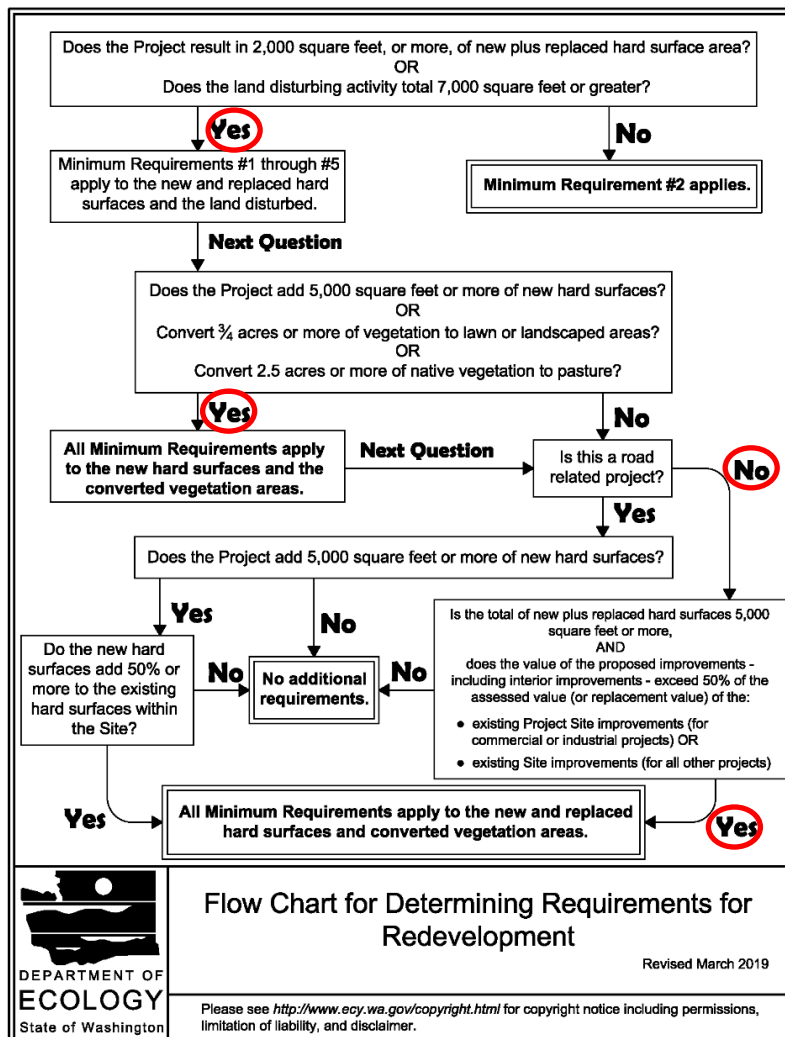 Does the Project result in 2,000 square feet, or more, of new plus replaced hard surface area?
OR
Does the land disturbing activity total 7,000 square feet or greater?
Yes
No
Minimum Requirements #1 through #5
apply to the new and replaced hard
surfaces and the land disturbed.
Minimum Requirement #2 applies.
Next Question
Does the Project add 5,000 square feet or more of new hard surfaces?
OR
Convert ¾ acres or more of vegetation to lawn or landscaped areas?
OR
Convert 2.5 acres or more of native vegetation to pasture?
Yes
No
All Minimum Requirements apply
to the new hard surfaces and the
converted vegetation areas.
Next Question
Is this a road
related project?
No
Yes
Does the Project add 5,000 square feet or more of new hard surfaces?
Yes
No
Do the new hard
surfaces add 50% or
more to the existing
hard surfaces within
the Site?
No
No additional
requirements.
No
Is the total of new plus replaced hard surfaces 5,000
square feet or more,
AND
does the value of the proposed improvements -
including interior improvements - exceed 50% of the
assessed value (or replacement value) of the:
● existing Project Site improvements (for
commercial or industrial projects) OR
● existing Site improvements (for all other projects)
Yes
All Minimum Requirements apply to the new and replaced
hard surfaces and converted vegetation areas.
Yes
DEPARTMENT OF
ECOLOGY
State of Washington
Flow Chart for Determining Requirements for
Redevelopment
Revised March 2019
Please see http://www.ecy.wa.gov/copyright.html for copyright notice including permissions,
limitation of liability, and disclaimer.